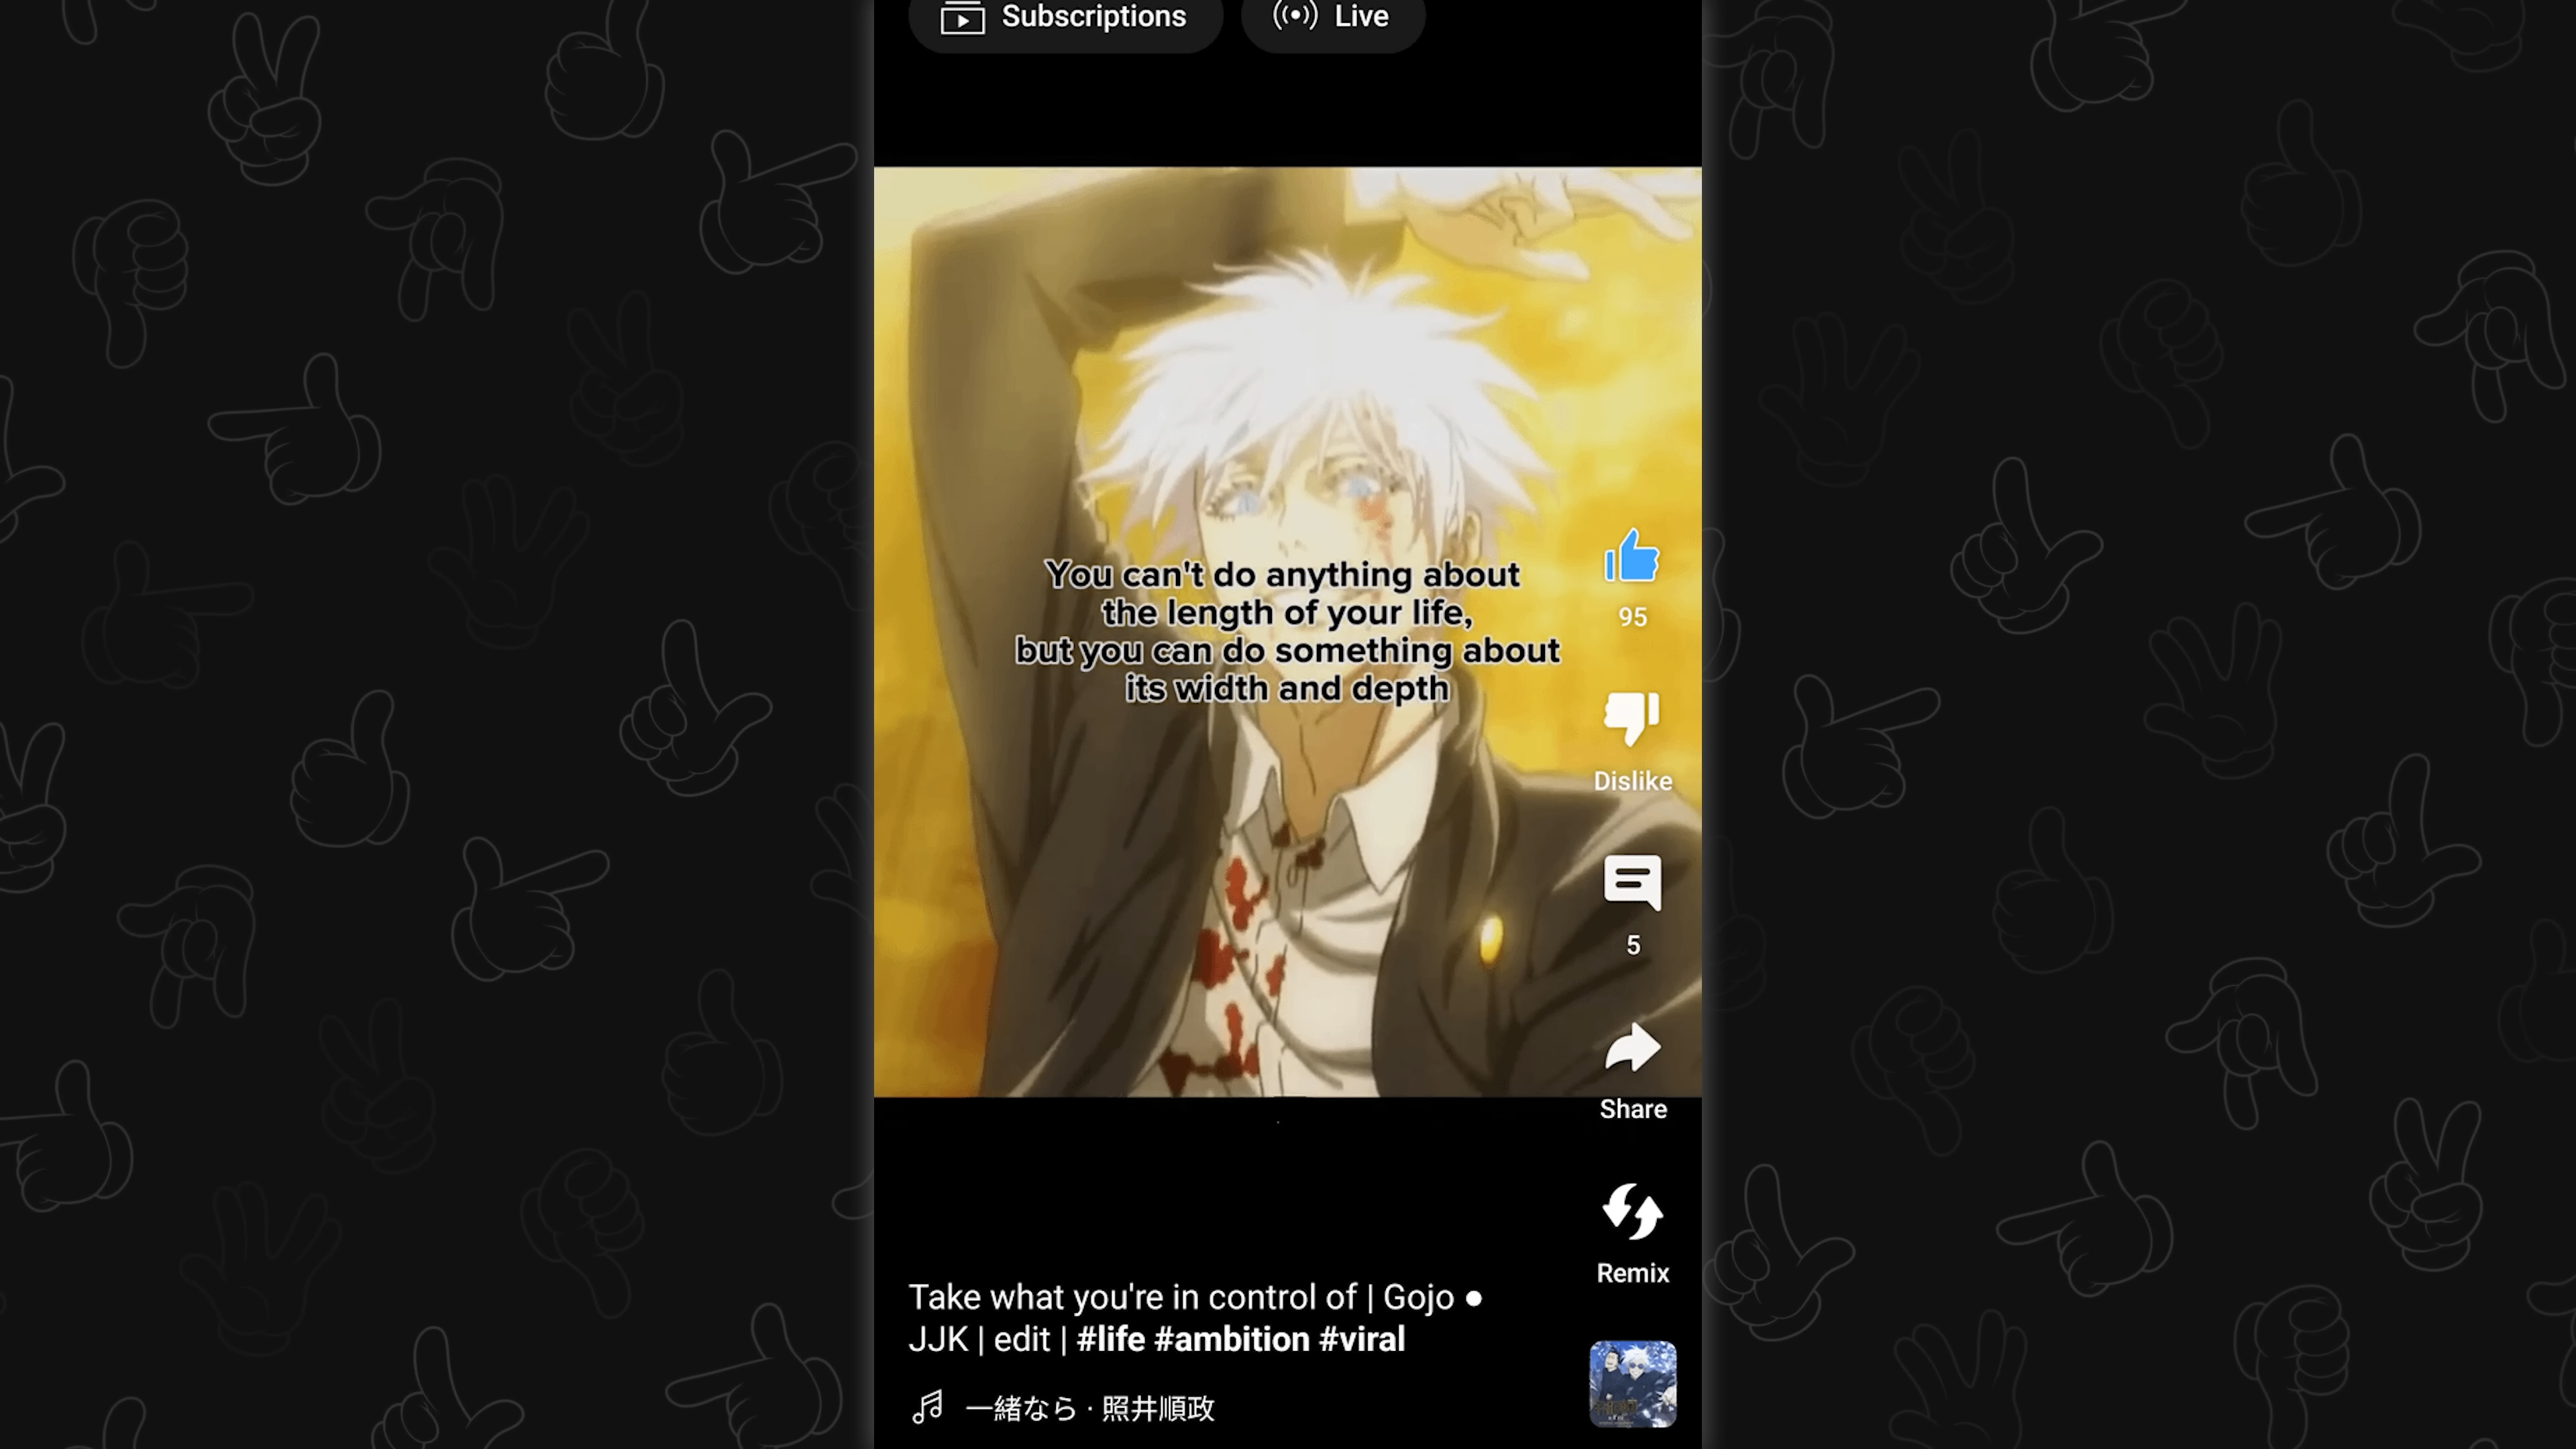 Subscriptions
Live
You can't do anything about
the length of your life,
but you can do something about
its width and depth
95
Dislike
5
Share
Remix
Take what you're in control of | Gojo ●
JJK | edit | #life #ambition #viral
一緒なら · 照井順政